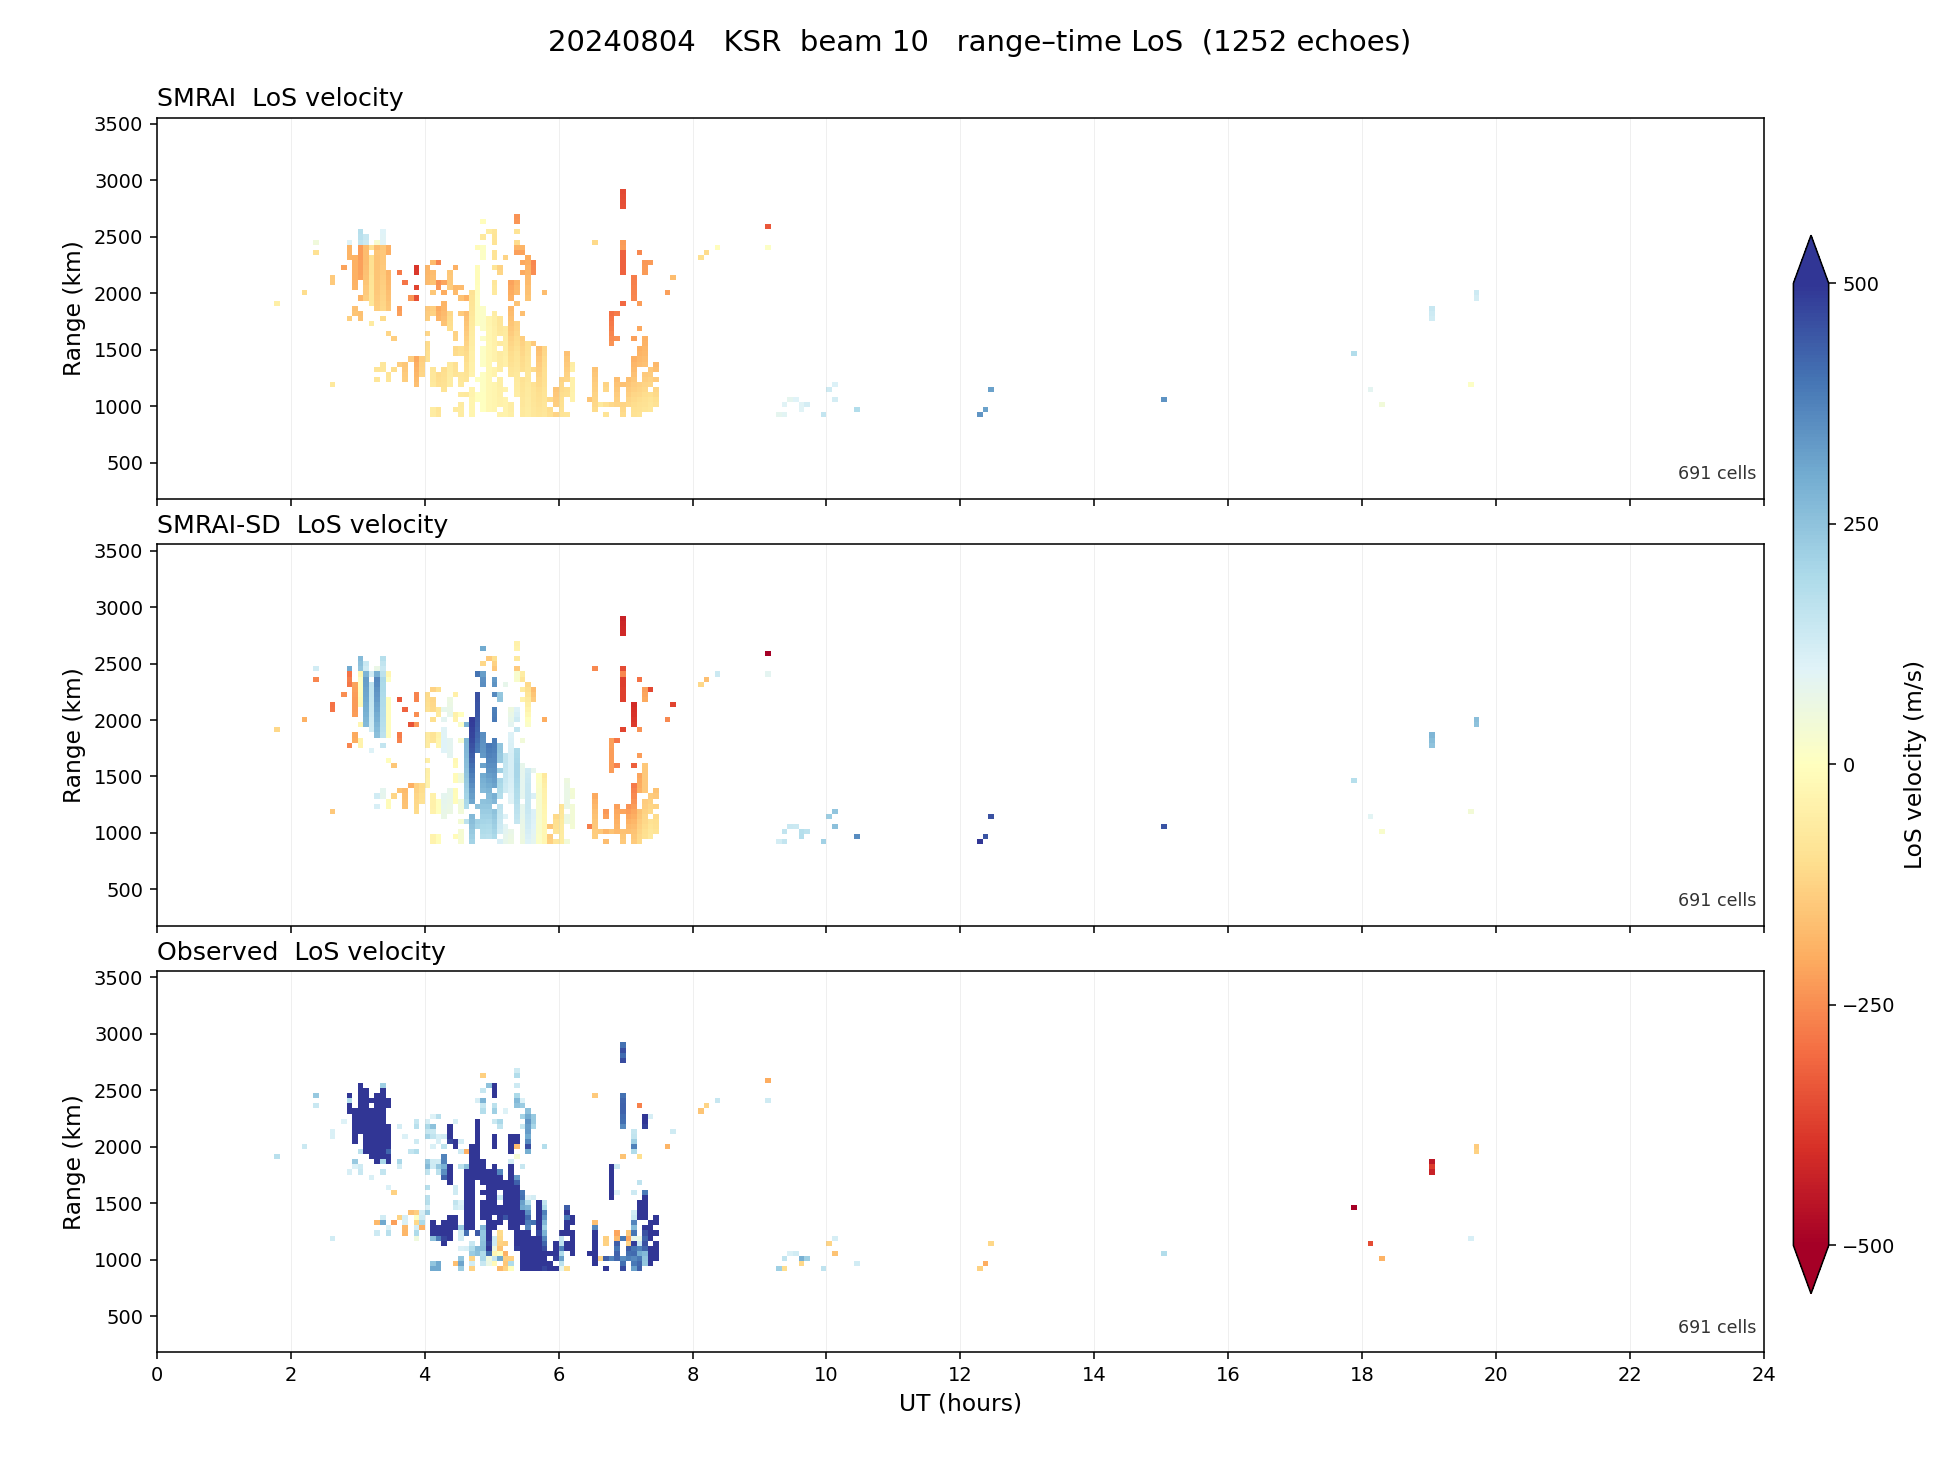 20240804   KSR  beam 10   range–time LoS  (1252 echoes)
SMRAI  LoS velocity
3500
3000
2500
2000
1500
1000
500
Range (km)
691 cells
SMRAI-SD  LoS velocity
3500
3000
2500
2000
1500
1000
500
Range (km)
691 cells
Observed  LoS velocity
3500
3000
2500
2000
1500
1000
500
Range (km)
691 cells
0 2 4 6 8 10 12 14 16 18 20 22 24
UT (hours)
500
250
0
−250
−500
LoS velocity (m/s)